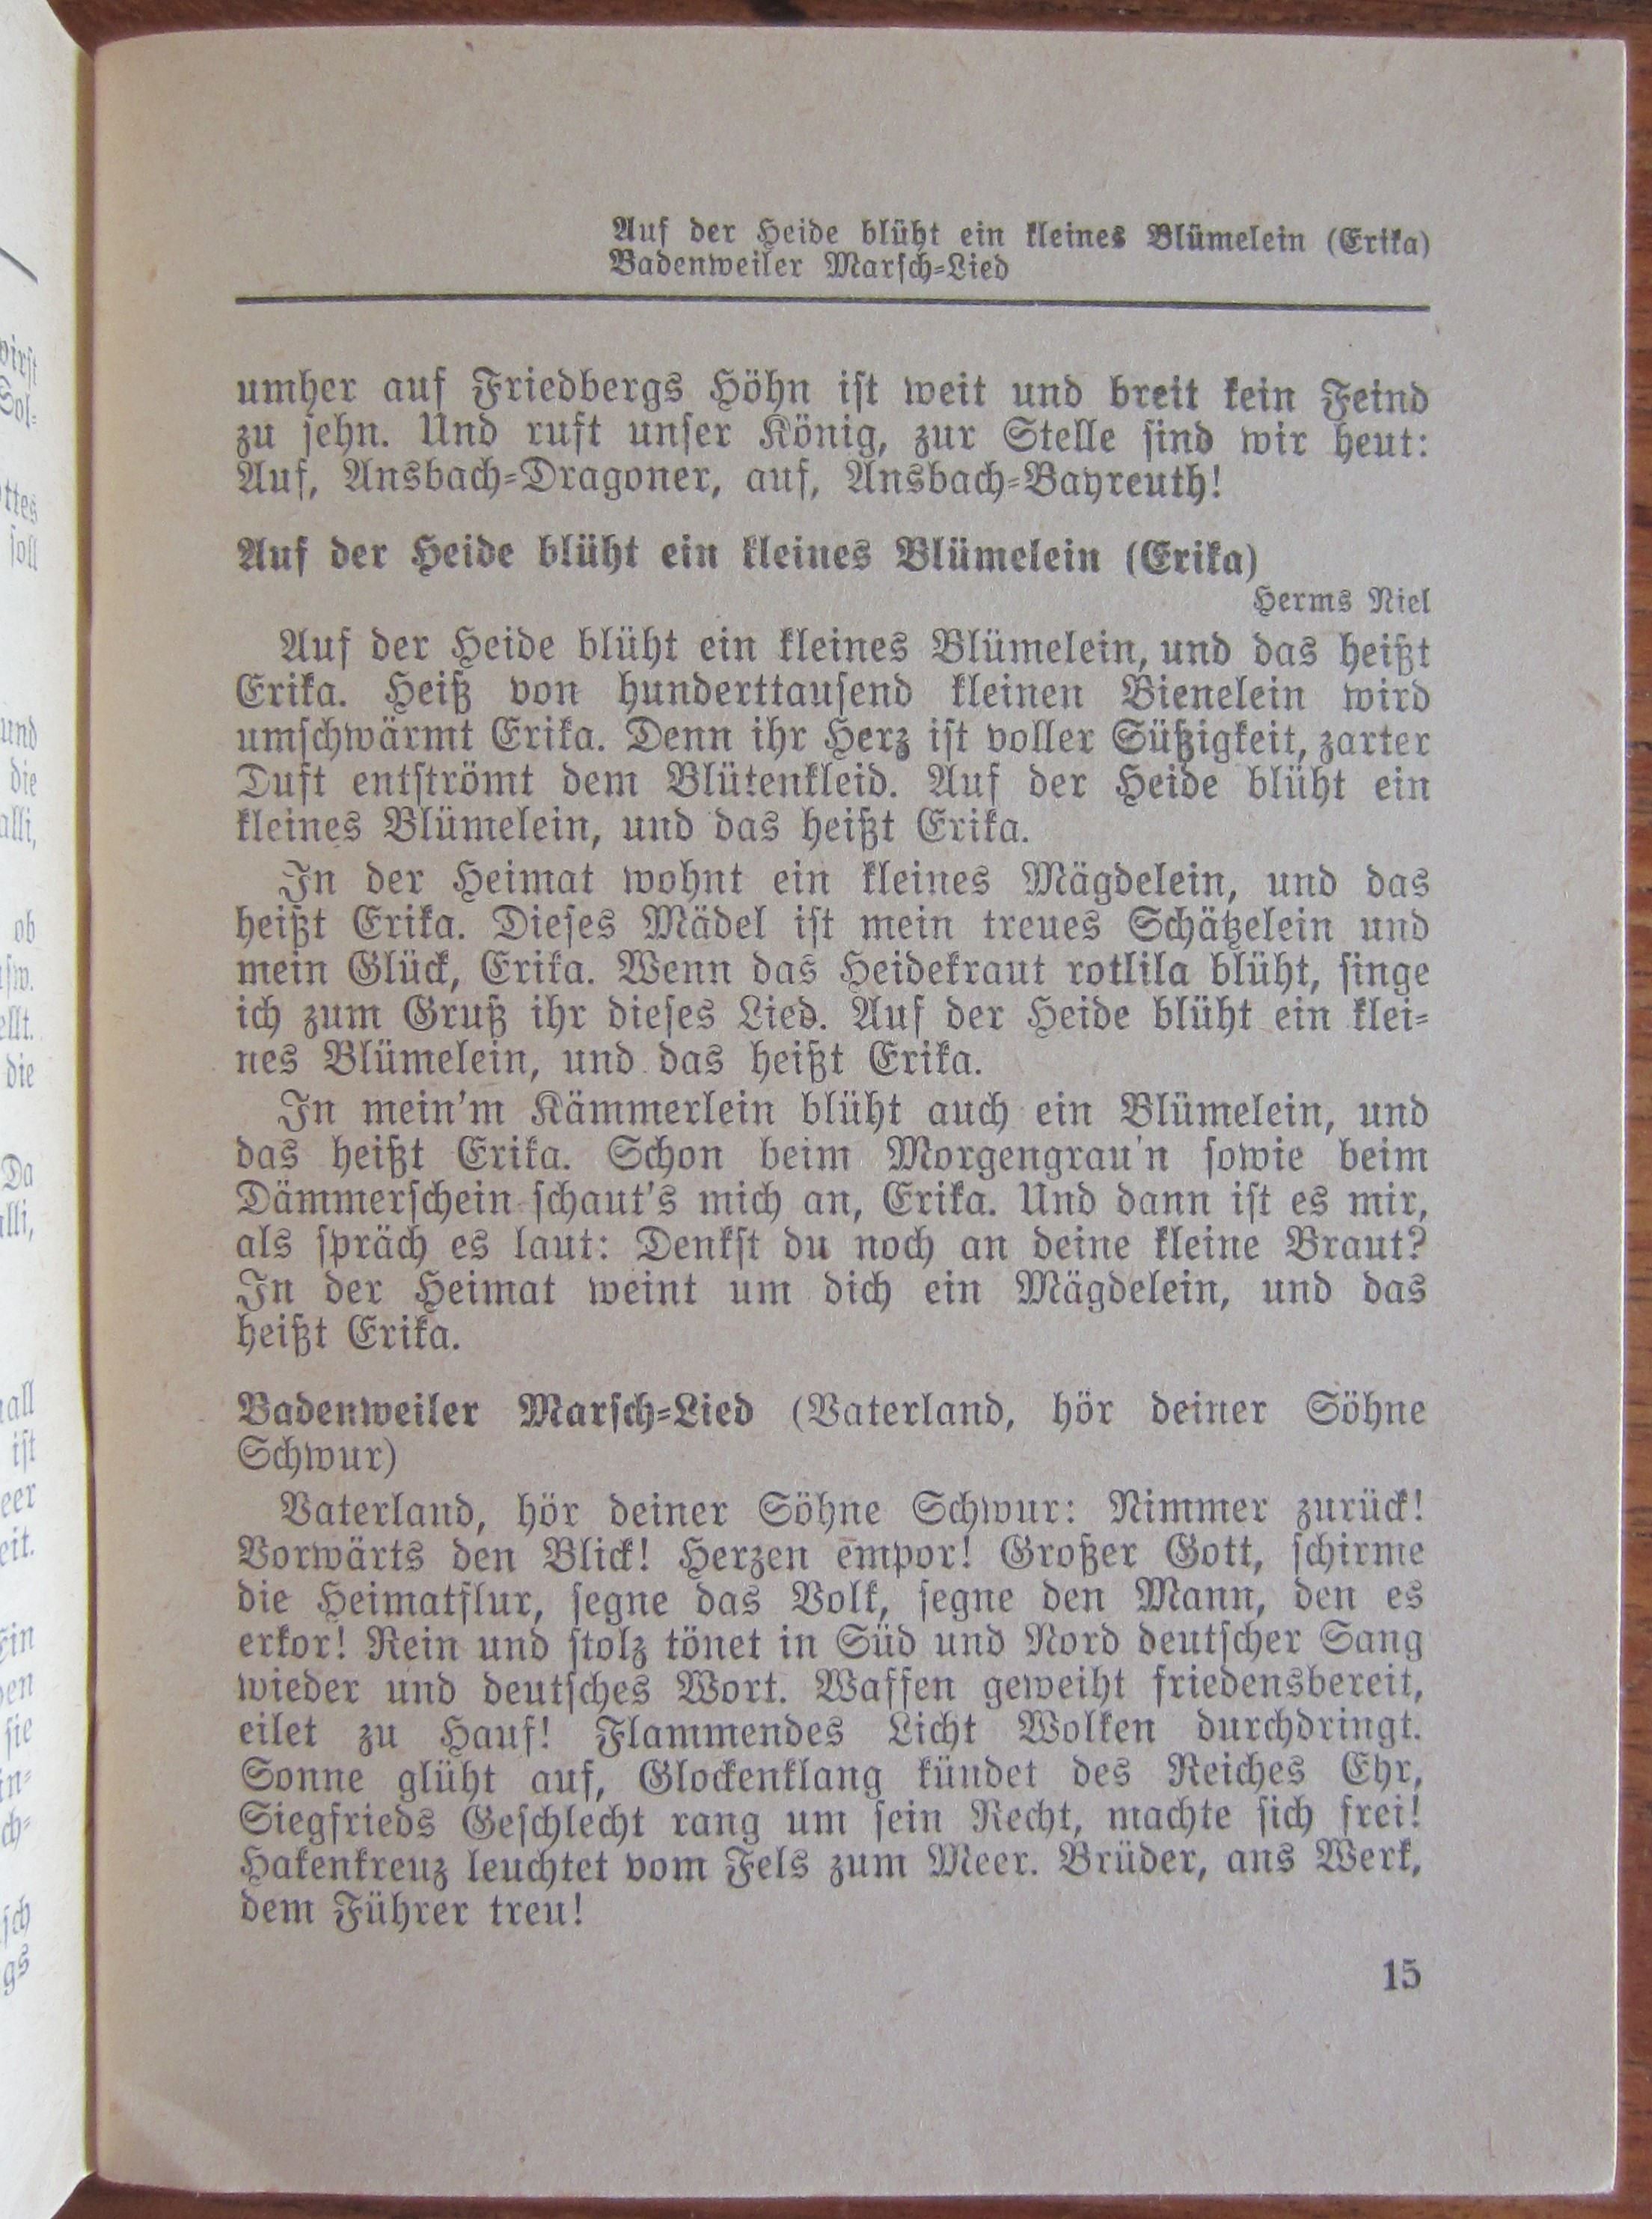 Auf der Heide blüht ein kleines Blümelein (Erika)
Badenweiler Marsch-Lied
umher auf Friedbergs Höhn ist weit und breit kein Feind
zu sehn. Und ruft unser König, zur Stelle sind wir heut:
Auf, Ansbach-Dragoner, auf, Ansbach-Bayreuth!
Auf der Heide blüht ein kleines Blümelein (Erika)
Herms Niel
Auf der Heide blüht ein kleines Blümelein, und das heißt
Erika. Heiß von hunderttausend kleinen Bienelein wird
umschwärmt Erika. Denn ihr Herz ist voller Süßigkeit, zarter
Duft entströmt dem Blütenkleid. Auf der Heide blüht ein
kleines Blümelein, und das heißt Erika.
In der Heimat wohnt ein kleines Mägdelein, und das
heißt Erika. Dieses Mädel ist mein treues Schätzelein und
mein Glück, Erika. Wenn das Heidekraut rotlila blüht, singe
ich zum Gruß ihr dieses Lied. Auf der Heide blüht ein klei-
nes Blümelein, und das heißt Erika.
In mein'm Kämmerlein blüht auch ein Blümelein, und
das heißt Erika. Schon beim Morgengrau'n sowie beim
Dämmerschein schaut's mich an, Erika. Und dann ist es mir,
als spräch es laut: Denkst du noch an deine kleine Braut?
In der Heimat weint um dich ein Mägdelein, und das
heißt Erika.
Badenweiler Marsch-Lied (Vaterland, hör deiner Söhne
Schwur)
Vaterland, hör deiner Söhne Schwur: Nimmer zurück!
Vorwärts den Blick! Herzen empor! Großer Gott, schirme
die Heimatflur, segne das Volk, segne den Mann, den es
erkor! Rein und stolz tönet in Süd und Nord deutscher Sang
wieder und deutsches Wort. Waffen geweiht friedensbereit,
eilet zu Hauf! Flammendes Licht Wolken durchdringt.
Sonne glüht auf, Glockenklang kündet des Reiches Ehr,
Siegfrieds Geschlecht rang um sein Recht, machte sich frei!
Hakenkreuz leuchtet vom Fels zum Meer. Brüder, ans Werk,
dem Führer treu!
15